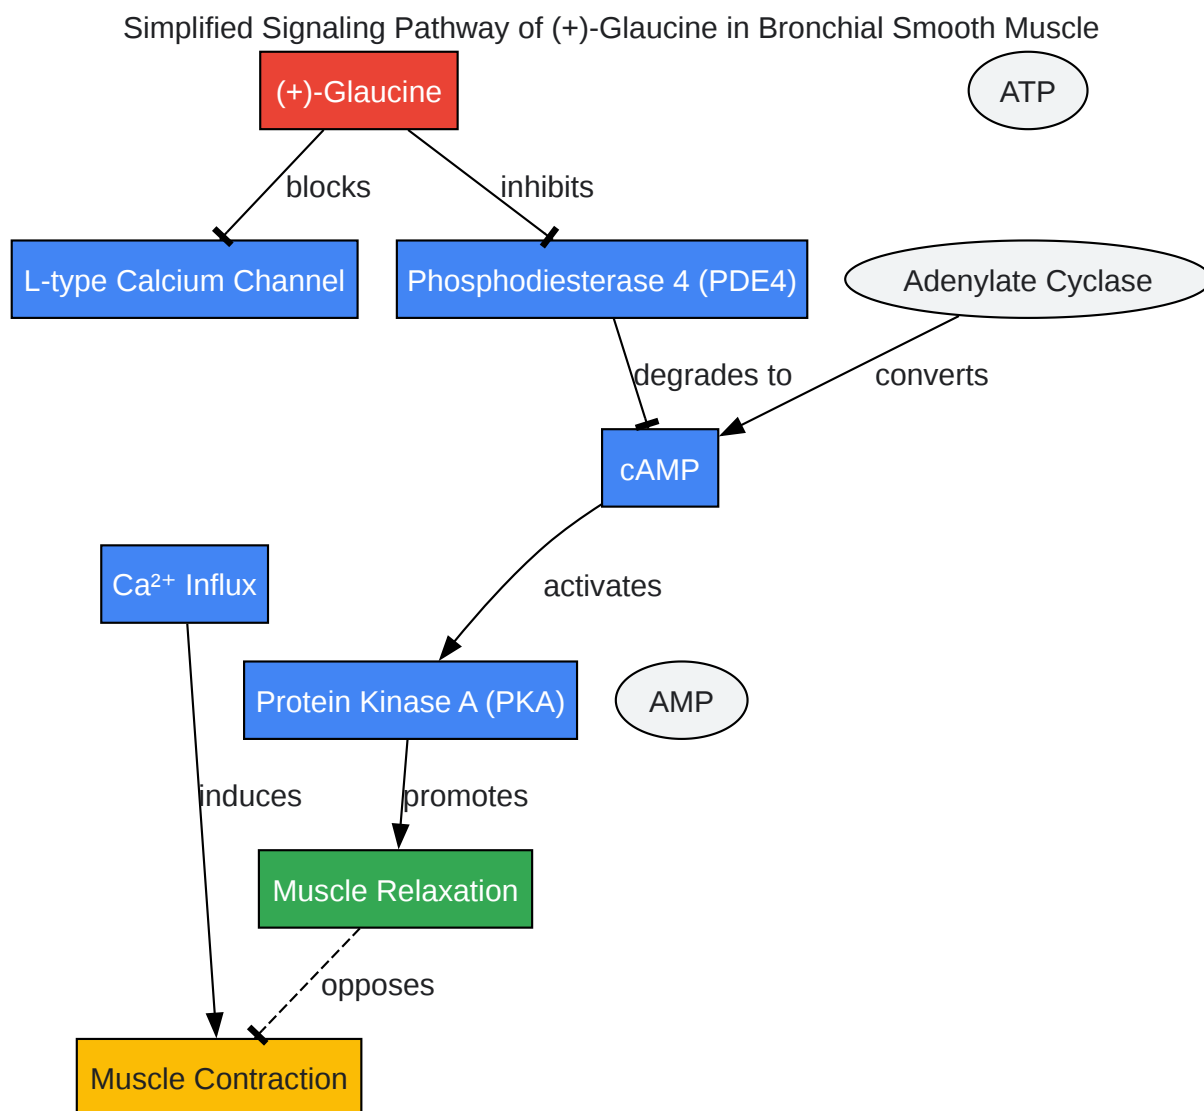 Simplified Signaling Pathway of (+)-Glaucine in Bronchial Smooth Muscle
(+)-Glaucine
ATP
blocks
inhibits
L-type Calcium Channel
Phosphodiesterase 4 (PDE4)
Adenylate Cyclase
degrades to
converts
cAMP
Ca²⁺ Influx
activates
Protein Kinase A (PKA)
AMP
induces
promotes
Muscle Relaxation
opposes
Muscle Contraction